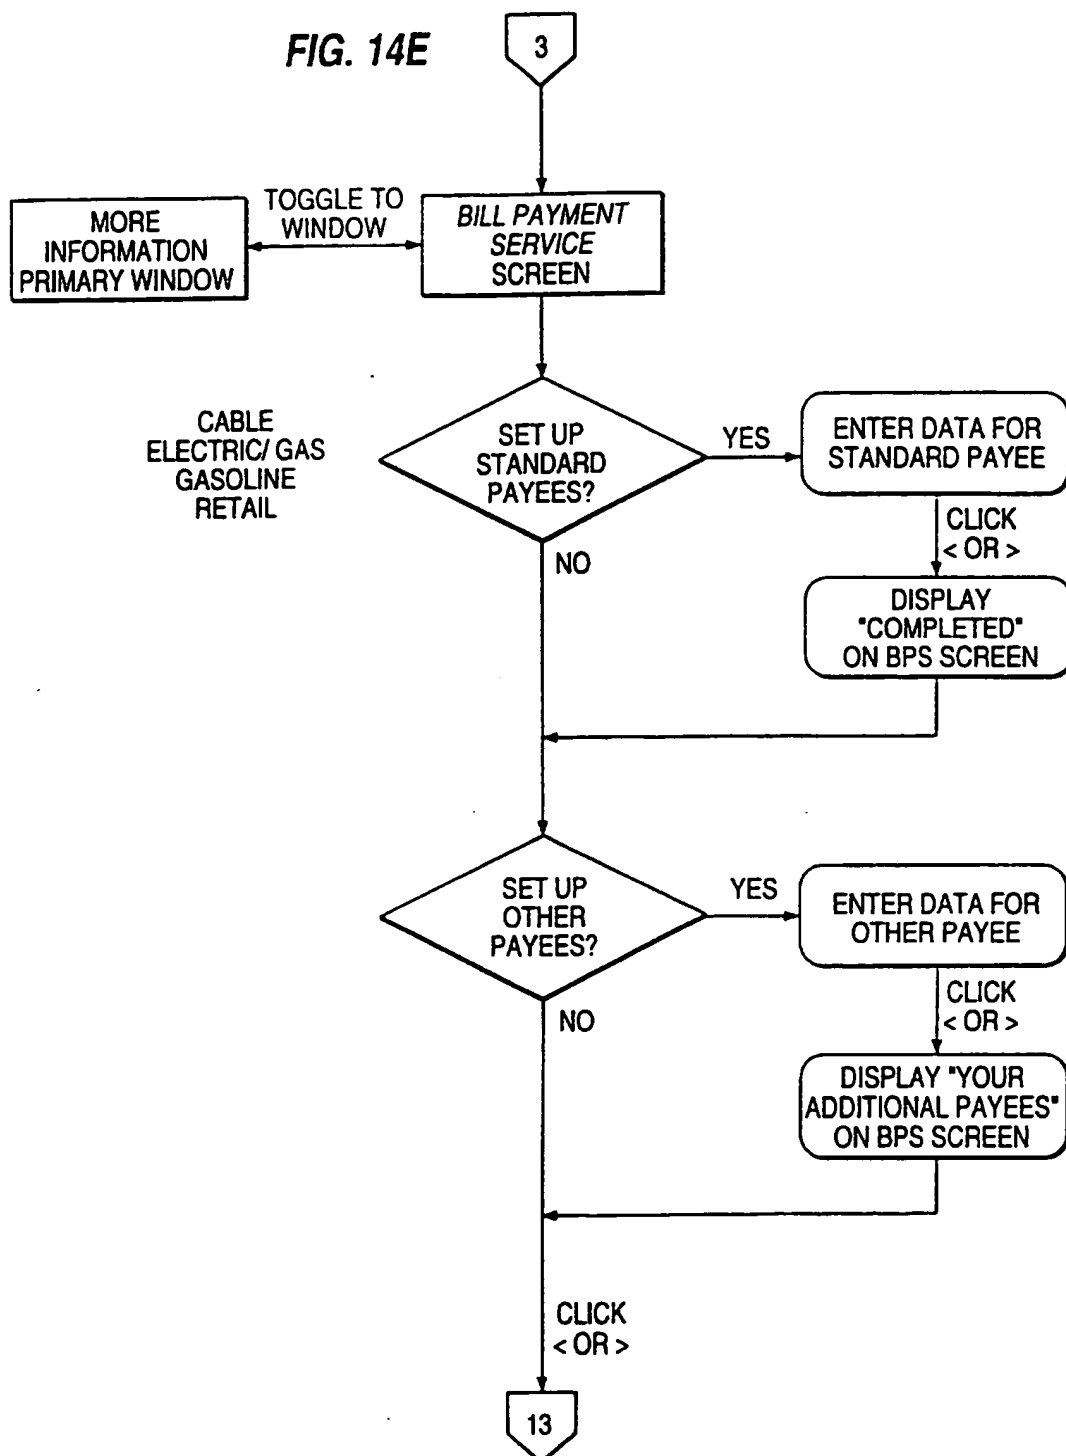 FIG. 14E
3
MORE
INFORMATION
PRIMARY WINDOW
TOGGLE TO
WINDOW
BILL PAYMENT
SERVICE
SCREEN
CABLE
ELECTRIC/ GAS
GASOLINE
RETAIL
SET UP
STANDARD
PAYEES?
YES
ENTER DATA FOR
STANDARD PAYEE
NO
CLICK
< OR >
DISPLAY
"COMPLETED"
ON BPS SCREEN
SET UP
OTHER
PAYEES?
YES
ENTER DATA FOR
OTHER PAYEE
NO
CLICK
< OR >
DISPLAY "YOUR
ADDITIONAL PAYEES"
ON BPS SCREEN
CLICK
< OR >
13